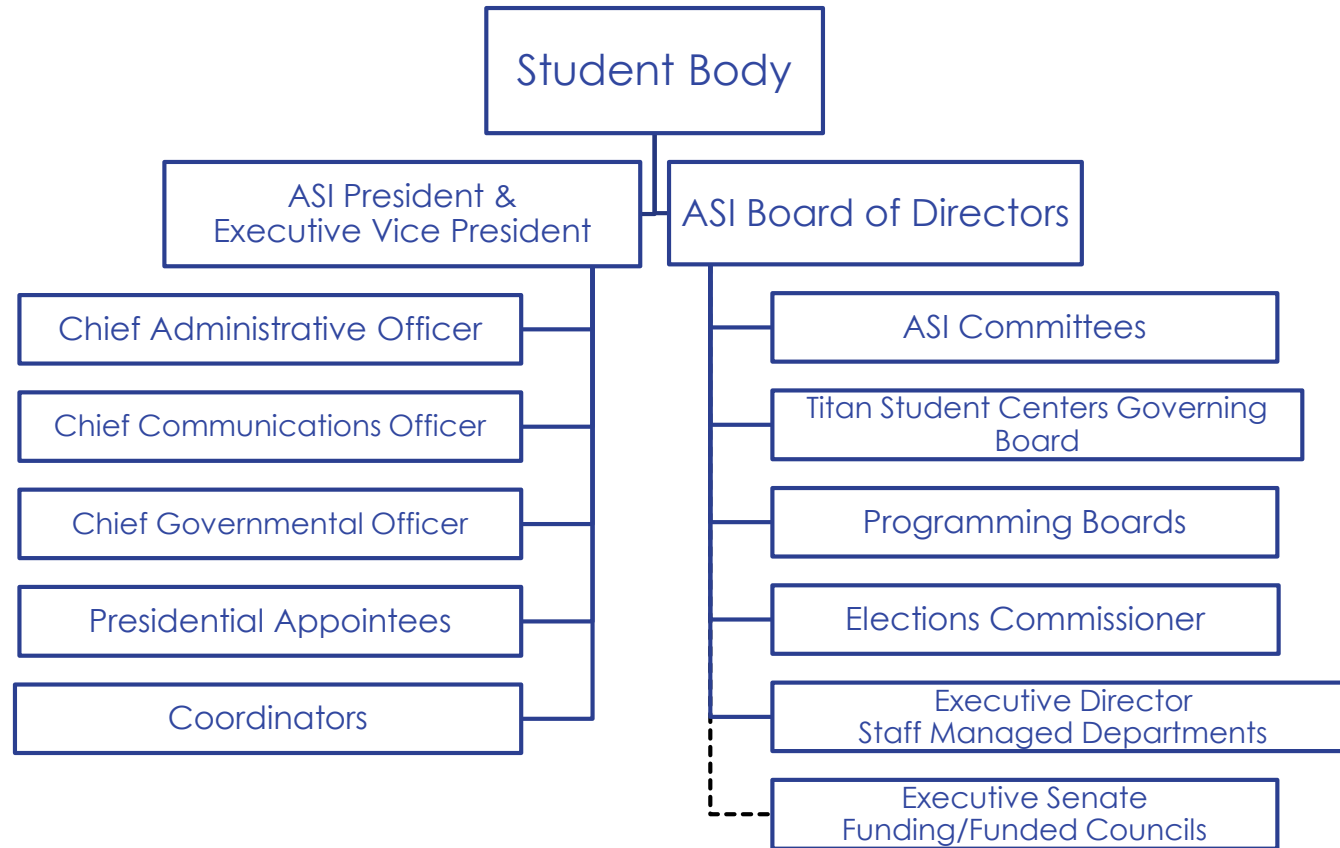 Student Body
ASI President &
Executive Vice President
ASI Board of Directors
Chief Administrative Officer
Chief Communications Officer
Chief Governmental Officer
Presidential Appointees
Coordinators
ASI Committees
Titan Student Centers Governing
Board
Programming Boards
Elections Commissioner
Executive Director
Staff Managed Departments
Executive Senate
Funding/Funded Councils